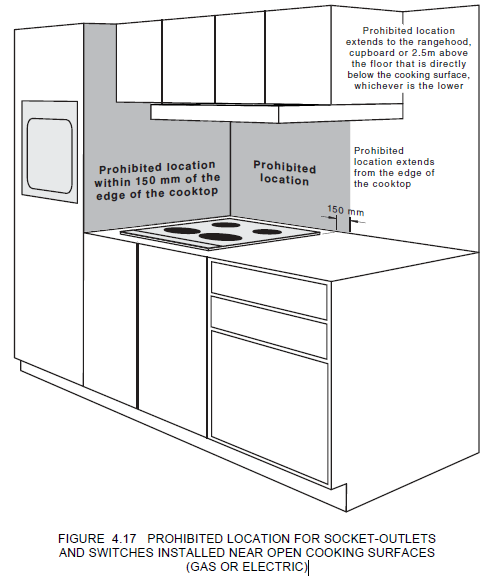 Prohibited location
extends to the rangehood,
cupboard or 2.5m above
the floor that is directly
below the cooking surface,
whichever is the lower
Prohibited location
within 150 mm of the
edge of the cooktop
Prohibited
location
Prohibited
location extends
from the edge of
the cooktop
150 mm
FIGURE 4.17 PROHIBITED LOCATION FOR SOCKET-OUTLETS
AND SWITCHES INSTALLED NEAR OPEN COOKING SURFACES
(GAS OR ELECTRIC)